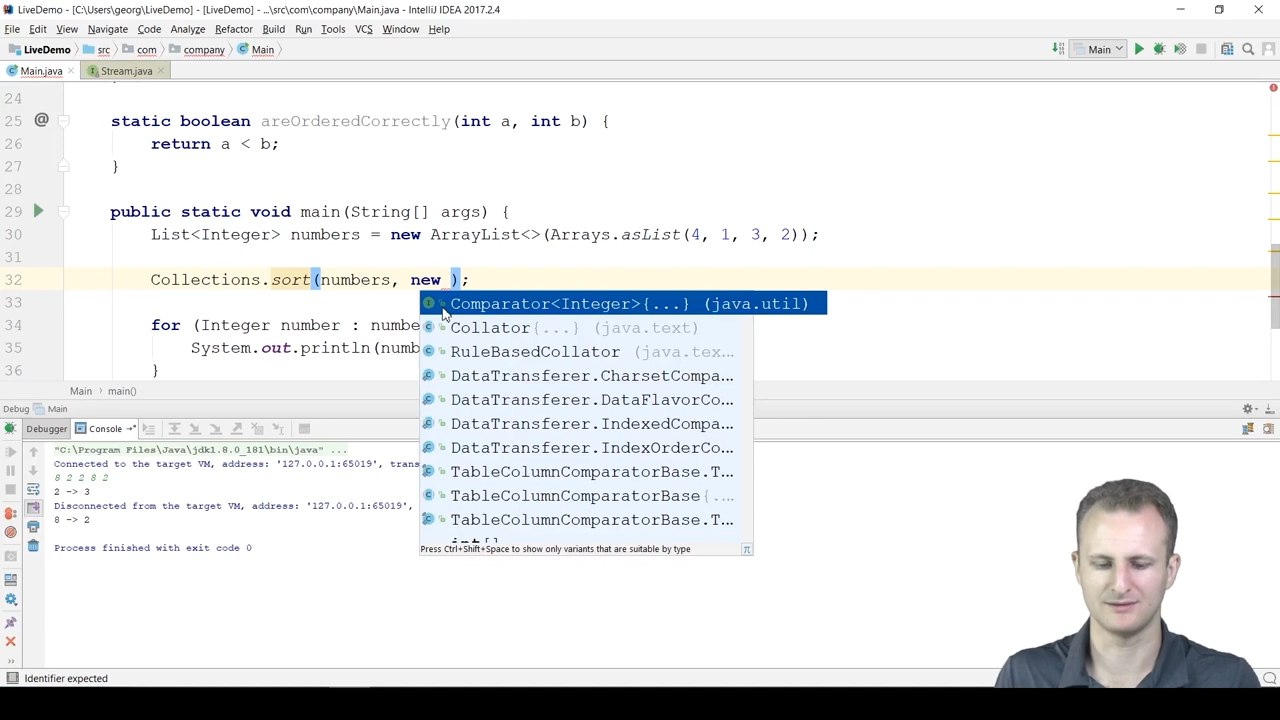 LiveDemo - [C:\Users\georg\LiveDemo] - [LiveDemo] - ...\src\com\company\Main.java - IntelliJ IDEA 2017.2.4
File Edit View Navigate Code Analyze Refactor Build Run Tools VCS Window Help
LiveDemo src com company Main Main
Main.java Stream.java
24
25 static boolean areOrderedCorrectly(int a, int b) {
26 return a < b;
27 }
28
29 public static void main(String[] args) {
30 List<Integer> numbers = new ArrayList<>(Arrays.asList(4, 1, 3, 2));
31
32 Collections.sort(numbers, new );
33 Comparator<Integer>{...} (java.util)
34 for (Integer number : numbe
Collator{...} (java.text)
35 System.out.println(numb
RuleBasedCollator (java.tex...
36 }
DataTransferer.CharsetCompa...
Main main()
DataTransferer.DataFlavorCo...
Debug Main
DataTransferer.IndexedCompa...
Debugger Console
DataTransferer.IndexOrderCo...
"C:\Program Files\Java\jdk1.8.0_181\bin\java" ...
Connected to the target VM, address: '127.0.0.1:65019', trans
TableColumnComparatorBase.T...
8 2 2 8 2
2 -> 3
TableColumnComparatorBase{...
Disconnected from the target VM, address: '127.0.0.1:65019',
8 -> 2
TableColumnComparatorBase.T...
int[]
Process finished with exit code 0
Press Ctrl+Shift+Space to show only variants that are suitable by type
Identifier expected